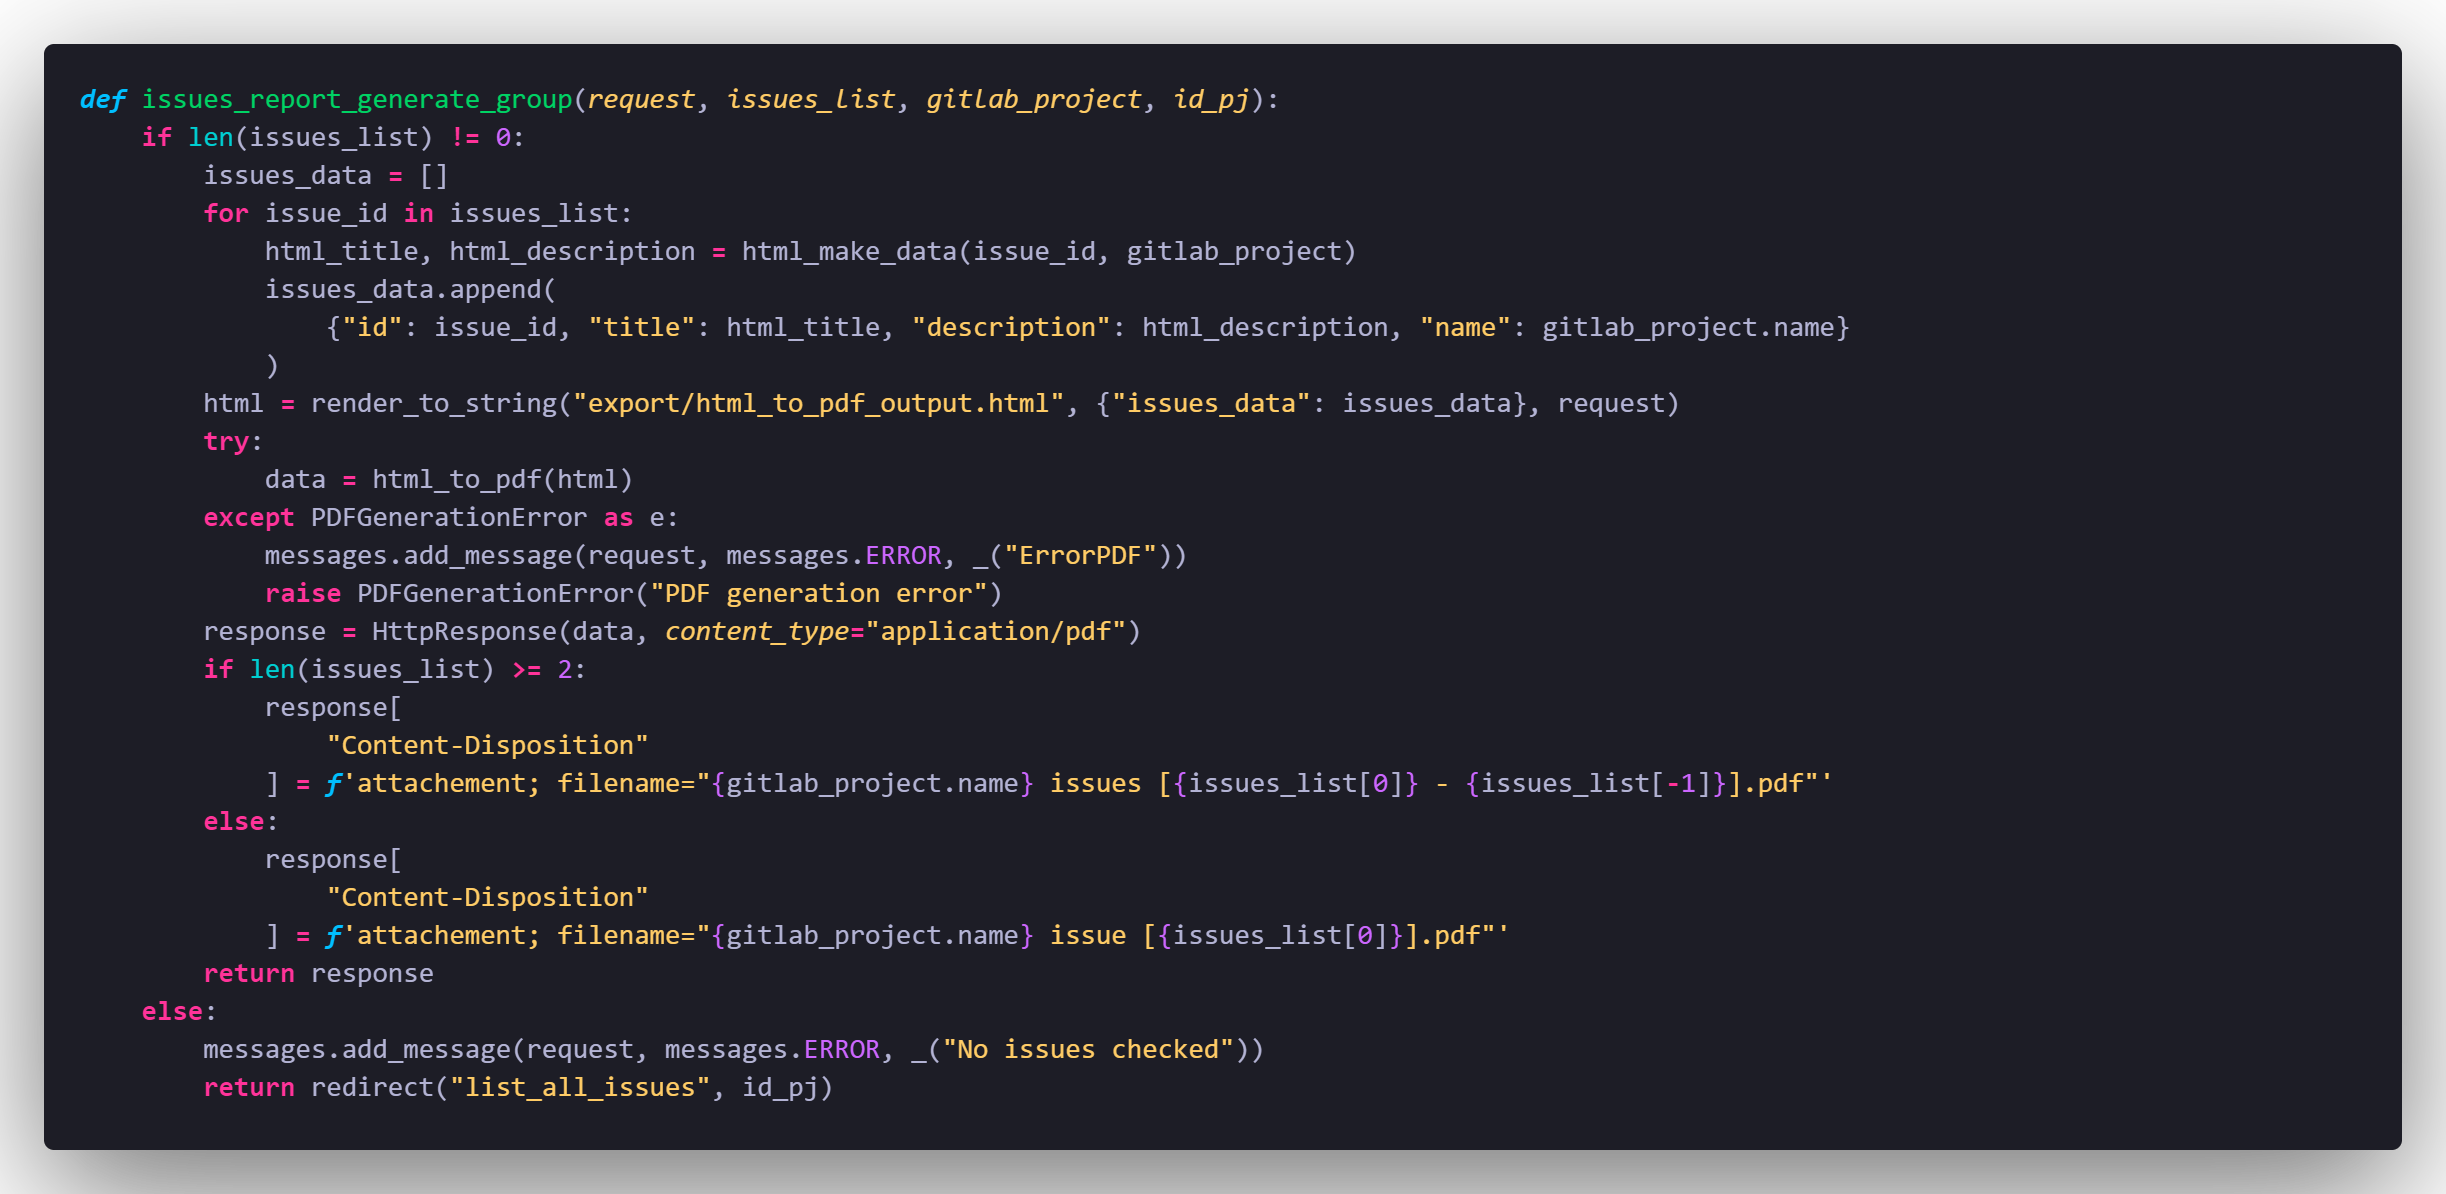 def issues_report_generate_group(request, issues_list, gitlab_project, id_pj):
    if len(issues_list) != 0:
        issues_data = []
        for issue_id in issues_list:
            html_title, html_description = html_make_data(issue_id, gitlab_project)
            issues_data.append(
                {"id": issue_id, "title": html_title, "description": html_description, "name": gitlab_project.name}
            )
        html = render_to_string("export/html_to_pdf_output.html", {"issues_data": issues_data}, request)
        try:
            data = html_to_pdf(html)
        except PDFGenerationError as e:
            messages.add_message(request, messages.ERROR, _("ErrorPDF"))
            raise PDFGenerationError("PDF generation error")
        response = HttpResponse(data, content_type="application/pdf")
        if len(issues_list) >= 2:
            response[
                "Content-Disposition"
            ] = f'attachement; filename="{gitlab_project.name} issues [{issues_list[0]} - {issues_list[-1]}].pdf"'
        else:
            response[
                "Content-Disposition"
            ] = f'attachement; filename="{gitlab_project.name} issue [{issues_list[0]}].pdf"'
        return response
    else:
        messages.add_message(request, messages.ERROR, _("No issues checked"))
        return redirect("list_all_issues", id_pj)